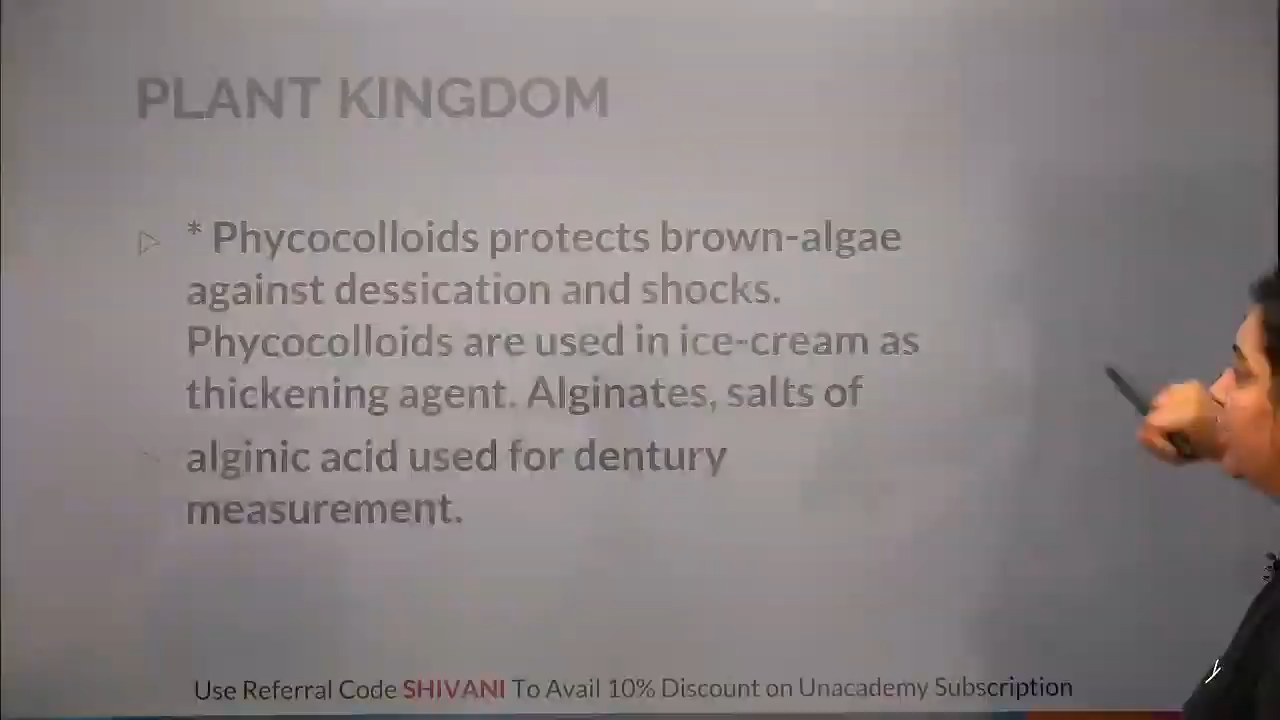 PLANT KINGDOM
* Phycocolloids protects brown-algae
against dessication and shocks.
Phycocolloids are used in ice-cream as
thickening agent. Alginates, salts of
alginic acid used for dentury
measurement.
Use Referral Code SHIVANI To Avail 10% Discount on Unacademy Subscription